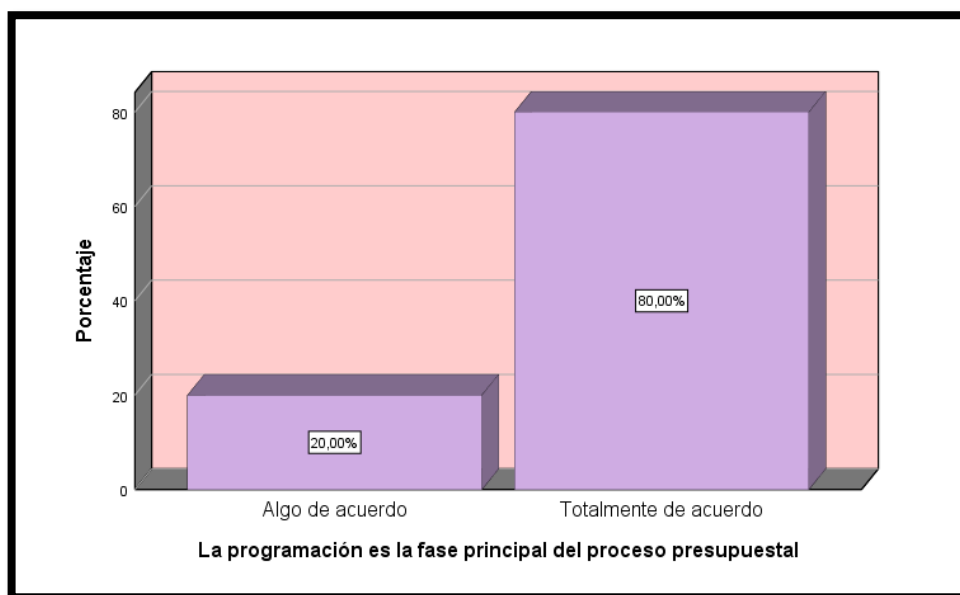 80
60
40
20
0
Porcentaje
20,00%
80,00%
Algo de acuerdo
Totalmente de acuerdo
La programación es la fase principal del proceso presupuestal